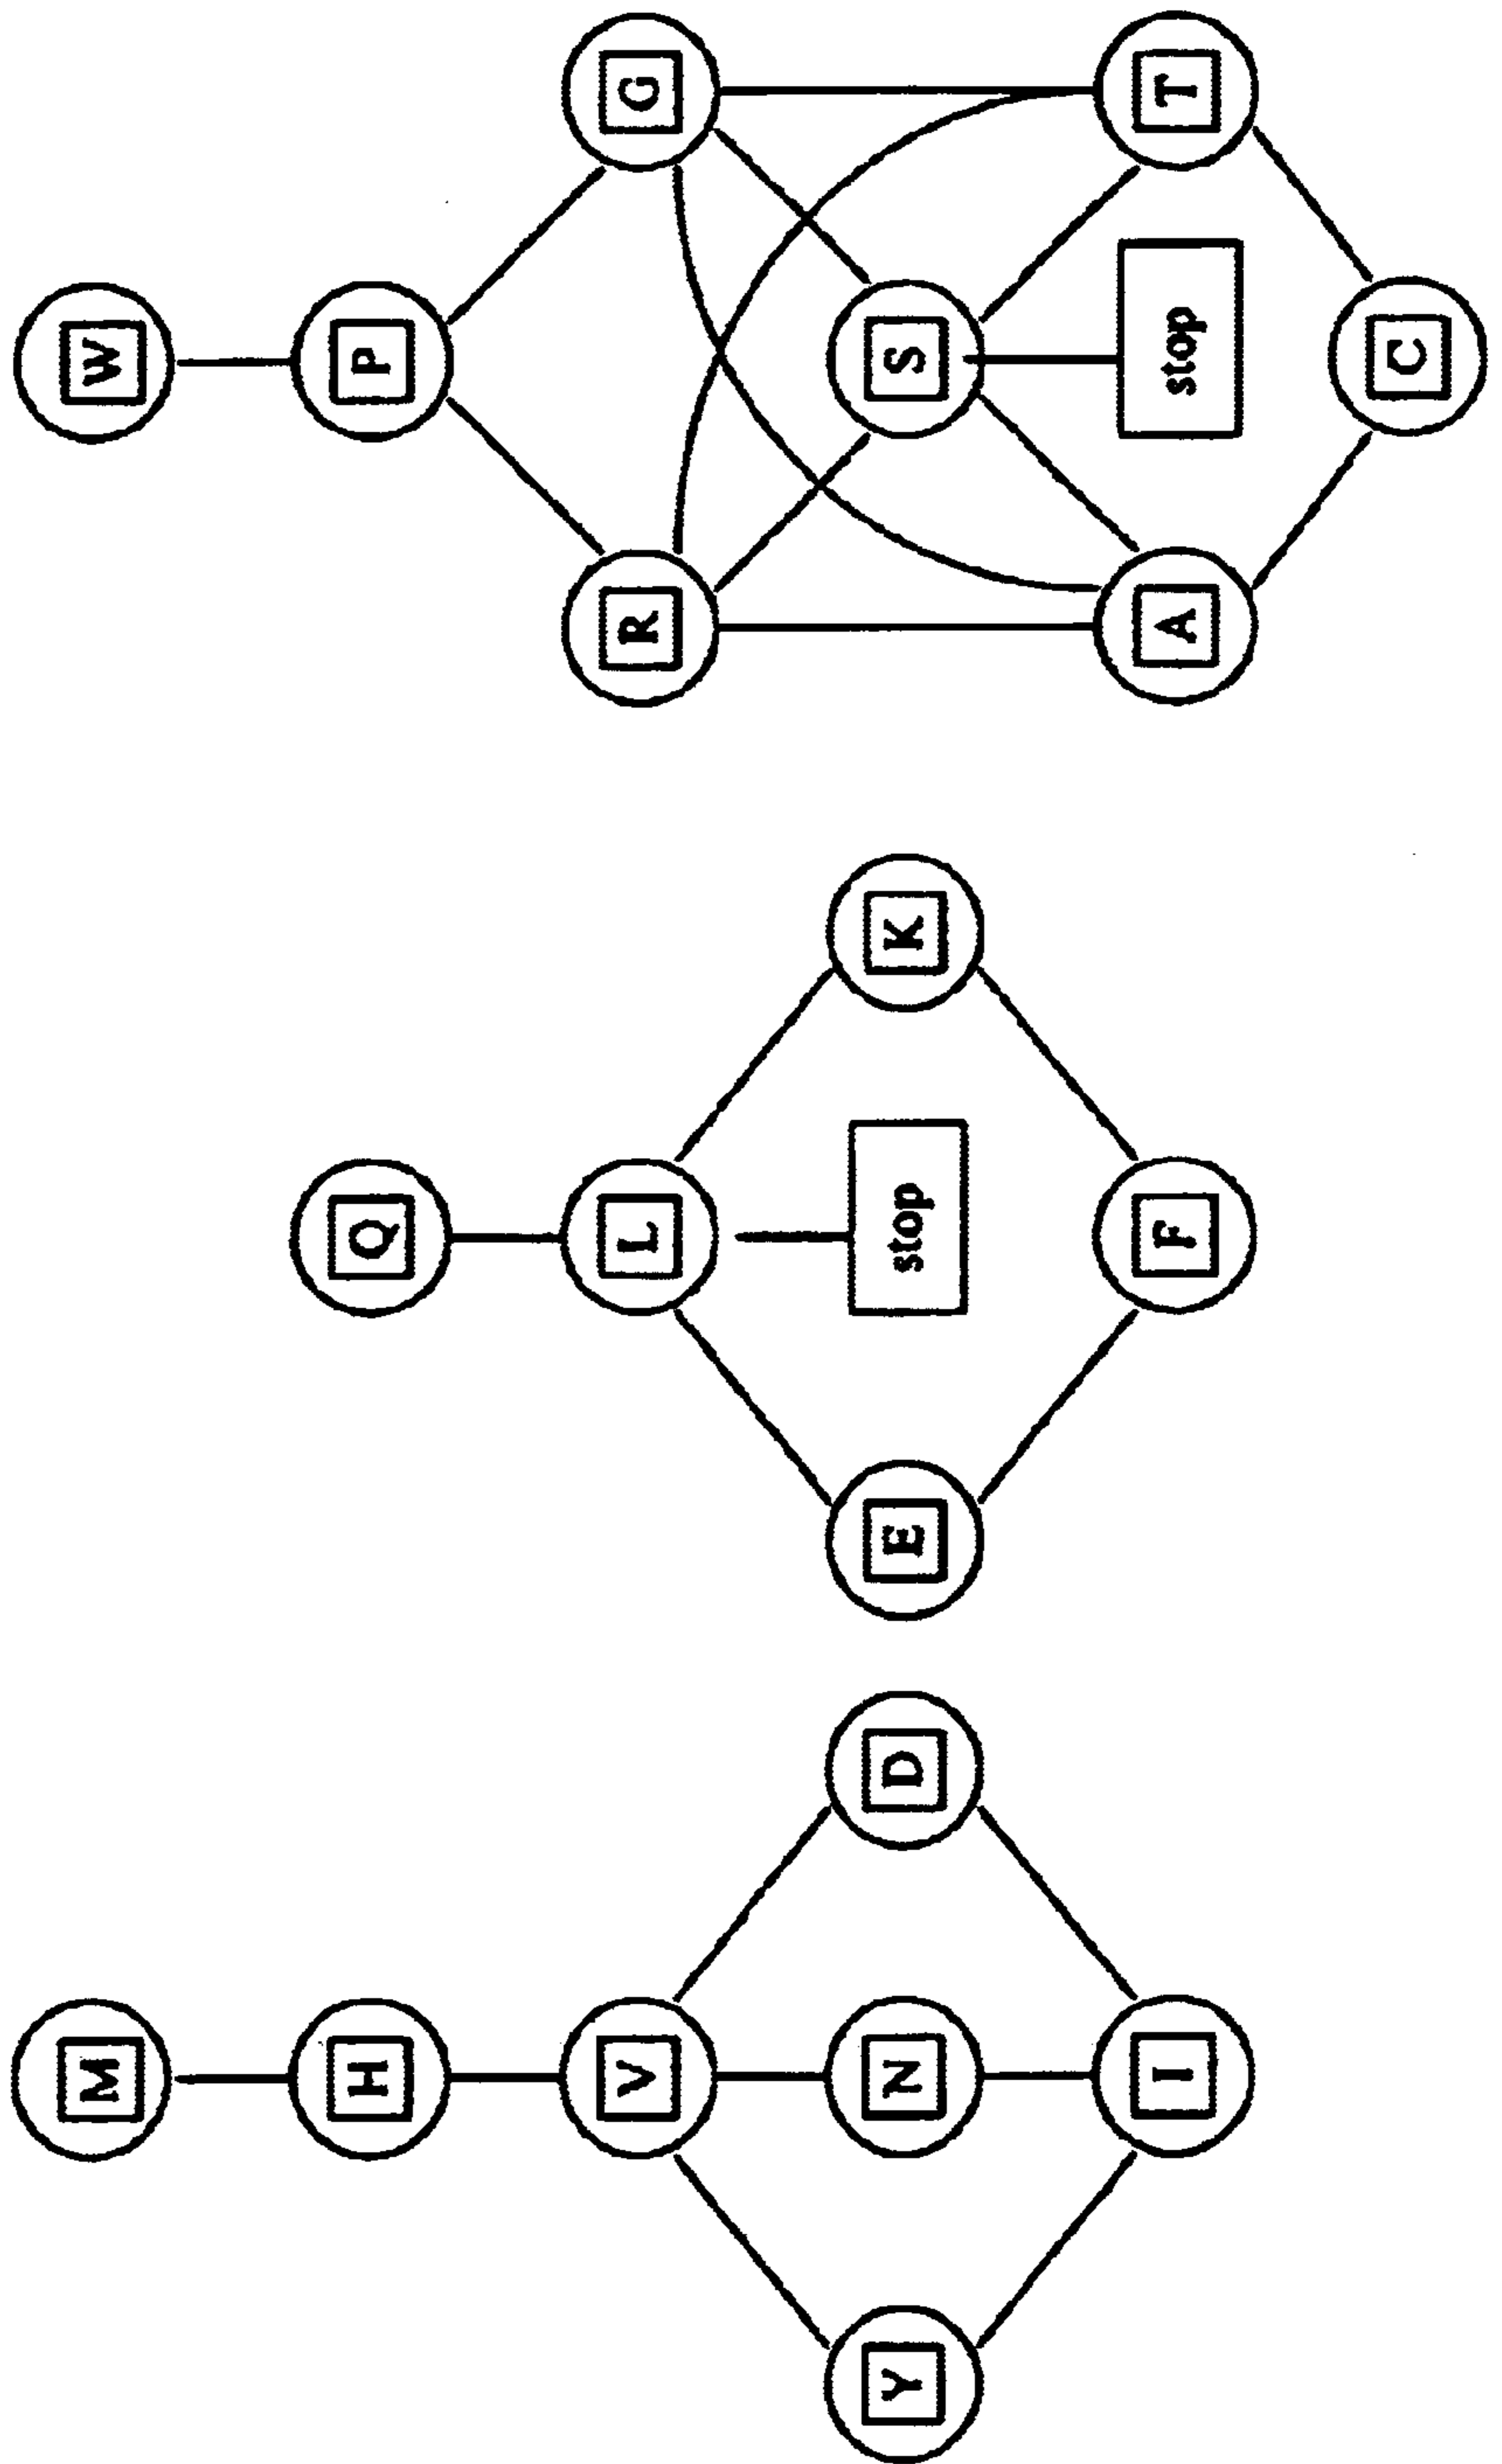 M W
H Q P
V L R G
Y N D E stop K S
I F A stop T
C